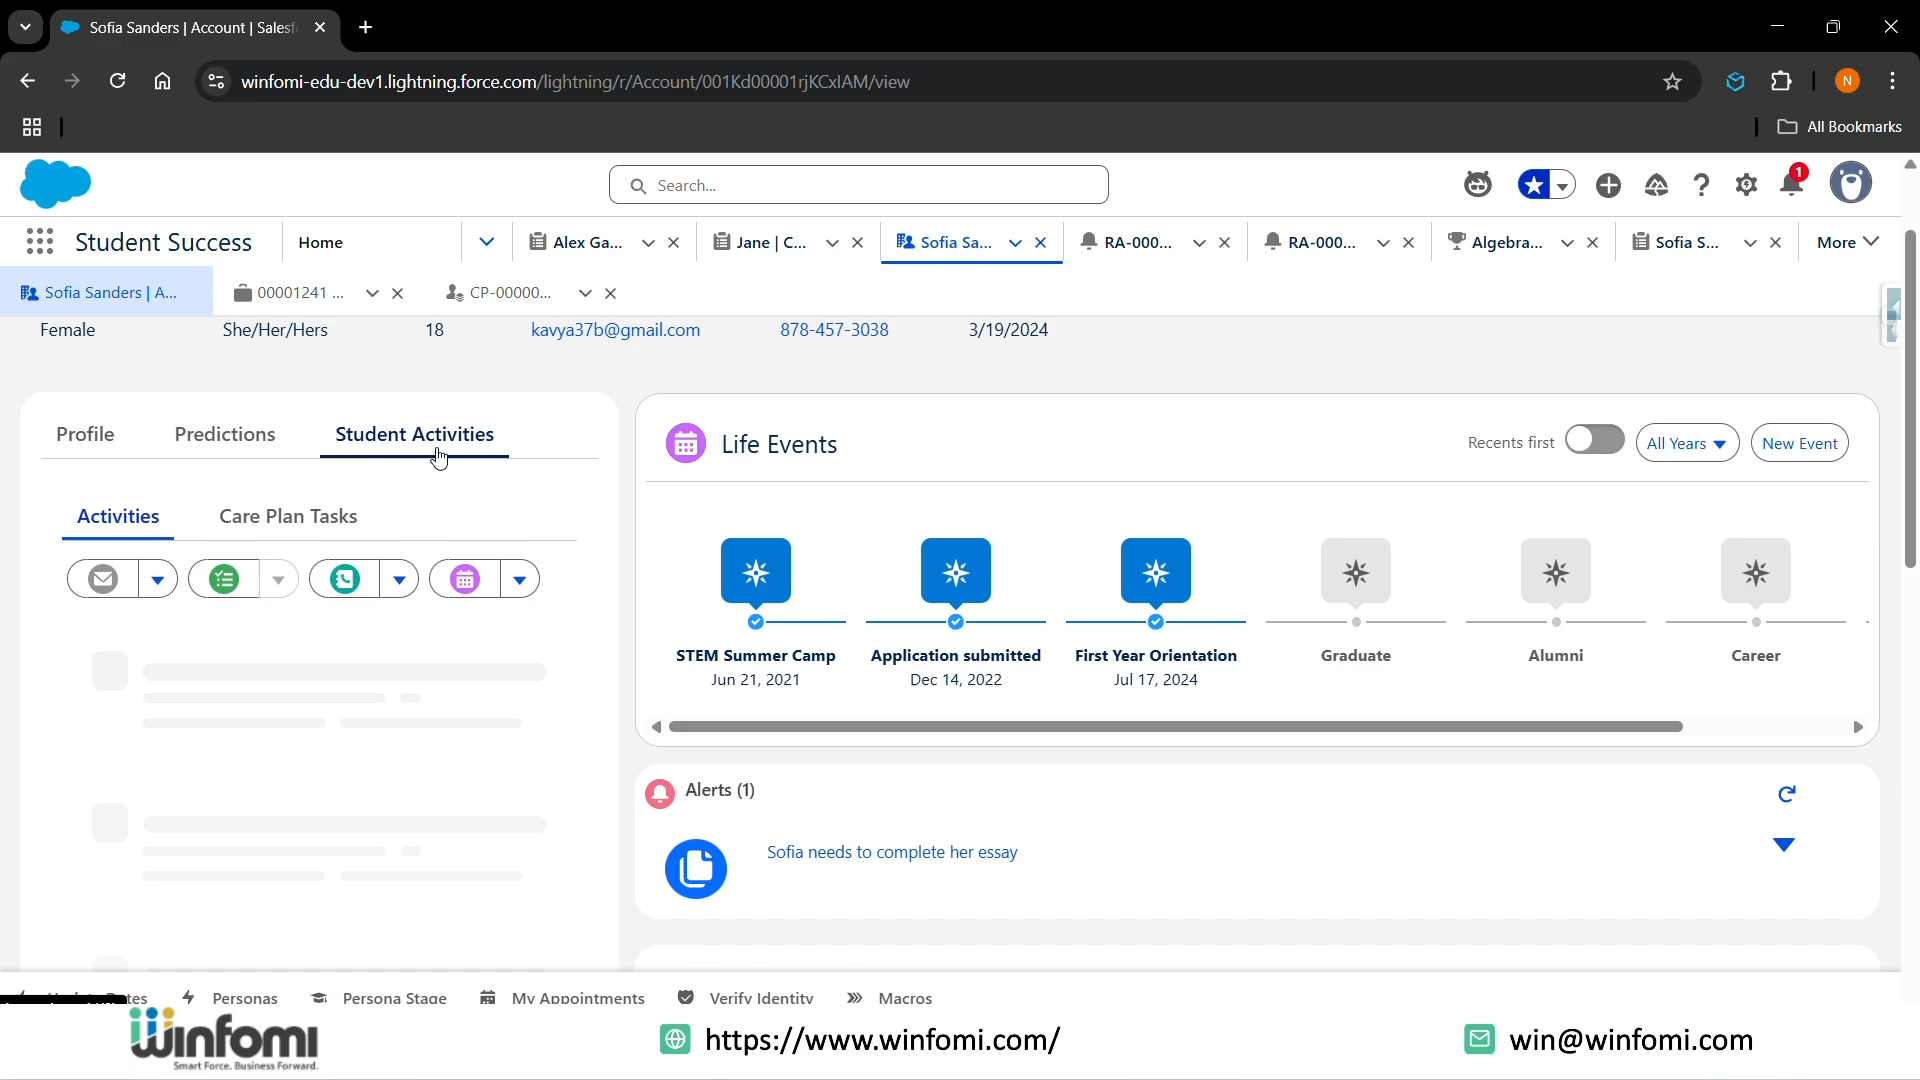 Sofia Sanders | Account | Salesf
winfomi-edu-dev1.lightning.force.com/lightning/r/Account/001Kd00001rjKCxIAM/view
N
All Bookmarks
Search...
1
Student Success
Home
Alex Ga...
Jane | C...
Sofia Sa...
RA-000...
RA-000...
Algebra...
Sofia S...
More
Sofia Sanders | A...
00001241 ...
CP-00000...
Female
She/Her/Hers
18
kavya37b@gmail.com
878-457-3038
3/19/2024
Profile
Predictions
Student Activities
Activities
Care Plan Tasks
Life Events
Recents first
All Years
New Event
STEM Summer Camp
Jun 21, 2021
Application submitted
Dec 14, 2022
First Year Orientation
Jul 17, 2024
Graduate
Alumni
Career
Alerts (1)
Sofia needs to complete her essay
Personas
Persona Stage
My Appointments
Verify Identity
Macros
Winfomi
Smart Force. Business Forward.
https://www.winfomi.com/
win@winfomi.com